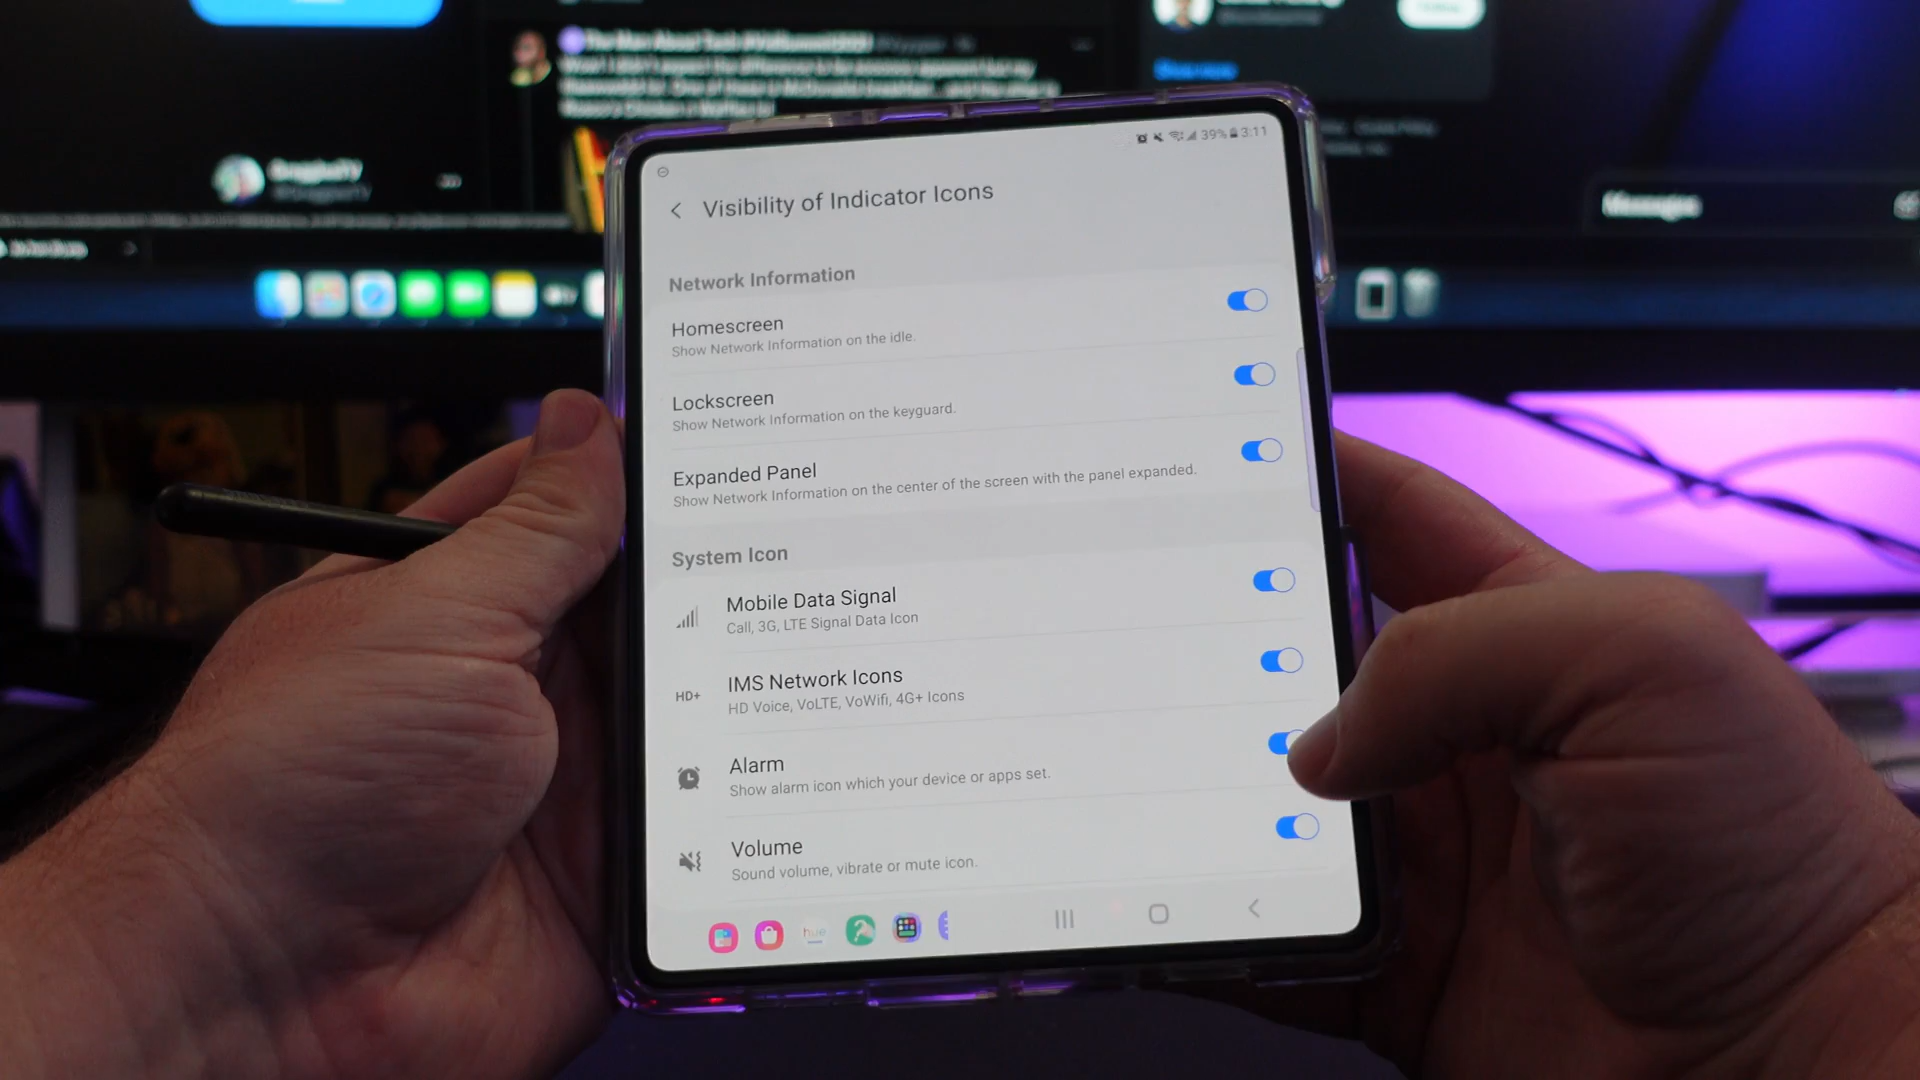 Show more
Messages
39% 3:11
Visibility of Indicator Icons
Network Information
Homescreen
Show Network Information on the idle.
Lockscreen
Show Network Information on the keyguard.
Expanded Panel
Show Network Information on the center of the screen with the panel expanded.
System Icon
Mobile Data Signal
Call, 3G, LTE Signal Data Icon
HD+
IMS Network Icons
HD Voice, VoLTE, VoWifi, 4G+ Icons
Alarm
Show alarm icon which your device or apps set.
Volume
Sound volume, vibrate or mute icon.
hue